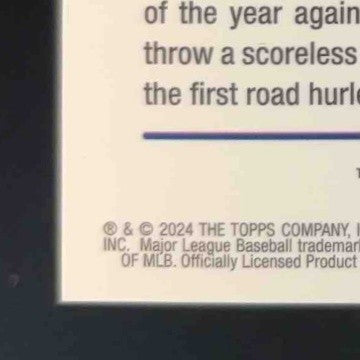 of the year again
throw a scoreless
the first road hurl
® & © 2024 THE TOPPS COMPANY,
INC. Major League Baseball trademar
OF MLB. Officially Licensed Product